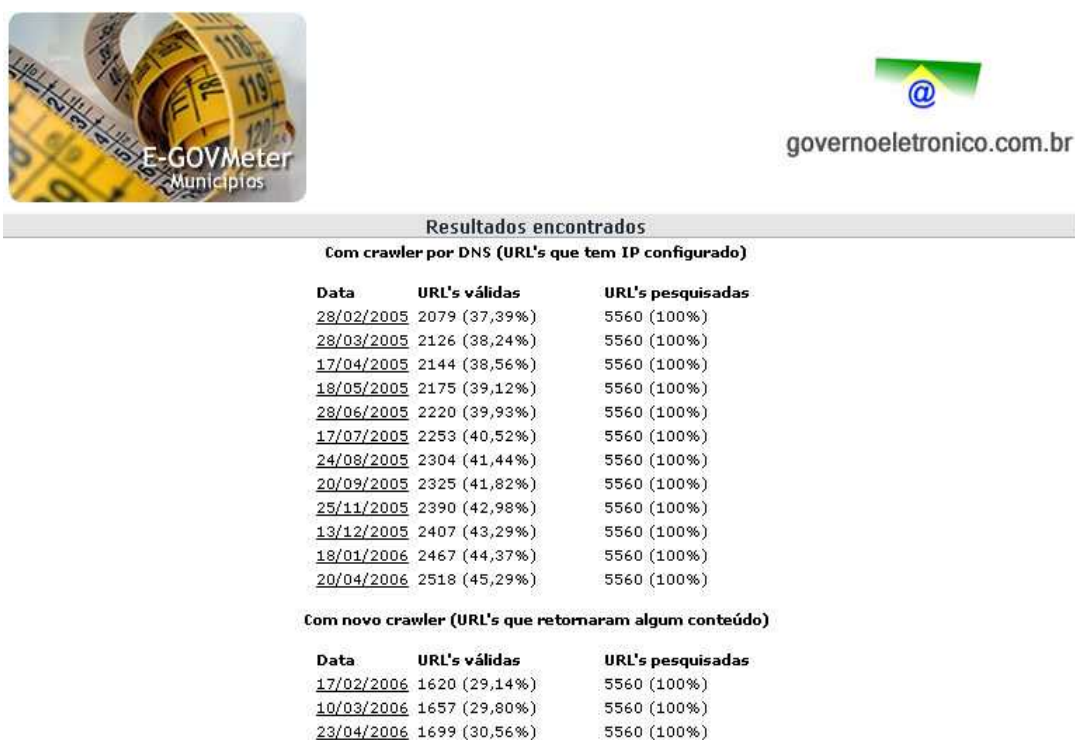 118
119
120
E-GOVMeter
Municípios
@
governoeletronico.com.br
Resultados encontrados
Com crawler por DNS (URL's que tem IP configurado)
Data URL's válidas URL's pesquisadas
28/02/2005 2079 (37,39%) 5560 (100%)
28/03/2005 2126 (38,24%) 5560 (100%)
17/04/2005 2144 (38,56%) 5560 (100%)
18/05/2005 2175 (39,12%) 5560 (100%)
28/06/2005 2220 (39,93%) 5560 (100%)
17/07/2005 2253 (40,52%) 5560 (100%)
24/08/2005 2304 (41,44%) 5560 (100%)
20/09/2005 2325 (41,82%) 5560 (100%)
25/11/2005 2390 (42,98%) 5560 (100%)
13/12/2005 2407 (43,29%) 5560 (100%)
18/01/2006 2467 (44,37%) 5560 (100%)
20/04/2006 2518 (45,29%) 5560 (100%)
Com novo crawler (URL's que retornaram algum conteúdo)
Data URL's válidas URL's pesquisadas
17/02/2006 1620 (29,14%) 5560 (100%)
10/03/2006 1657 (29,80%) 5560 (100%)
23/04/2006 1699 (30,56%) 5560 (100%)